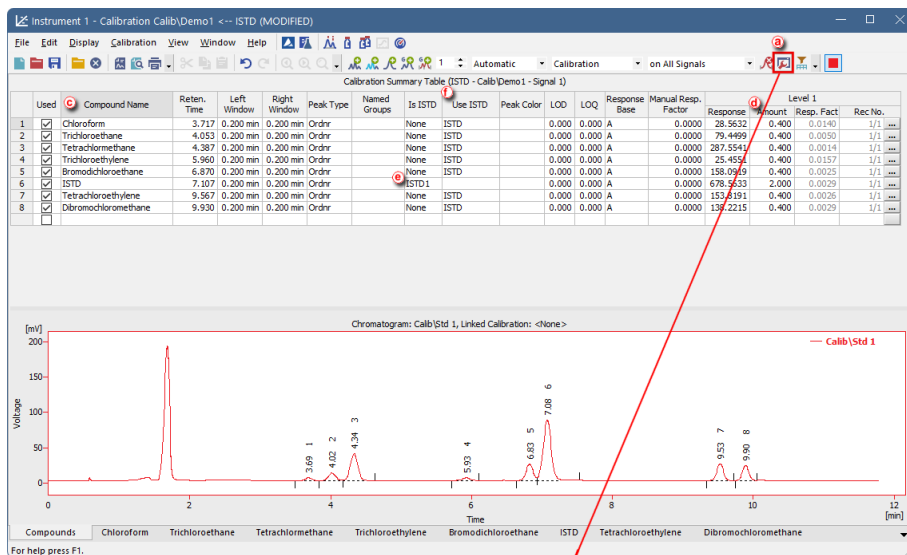 Instrument 1 - Calibration Calib\Demo1 <-- ISTD (MODIFIED)
File Edit Display Calibration View Window Help
a
1 Automatic Calibration on All Signals
Calibration Summary Table (ISTD - Calib\Demo1 - Signal 1)
Used c Compound Name Reten. Time Left Window Right Window Peak Type Named Groups Is ISTD f Use ISTD Peak Color LOD LOQ Response Base Manual Resp. Factor d Level 1
Response Amount Resp. Fact Rec No.
1 Chloroform 3.717 0.200 min 0.200 min Ordnr None ISTD 0.000 0.000 A 0.0000 28.5632 0.400 0.0140 1/1 ...
2 Trichloroethane 4.053 0.200 min 0.200 min Ordnr None ISTD 0.000 0.000 A 0.0000 79.4499 0.400 0.0050 1/1 ...
3 Tetrachlormethane 4.387 0.200 min 0.200 min Ordnr None ISTD 0.000 0.000 A 0.0000 287.5541 0.400 0.0014 1/1 ...
4 Trichloroethylene 5.960 0.200 min 0.200 min Ordnr None ISTD 0.000 0.000 A 0.0000 25.4551 0.400 0.0157 1/1 ...
5 Bromodichloroethane 6.870 0.200 min 0.200 min Ordnr None ISTD 0.000 0.000 A 0.0000 158.0919 0.400 0.0025 1/1 ...
6 ISTD 7.107 0.200 min 0.200 min Ordnr e ISTD1 0.000 0.000 A 0.0000 2.000 0.0029 1/1 ...
7 Tetrachloroethylene 9.567 0.200 min 0.200 min Ordnr None ISTD 0.000 0.000 A 0.0000 0.400 0.0026 1/1 ...
8 Dibromochloromethane 9.930 0.200 min 0.200 min Ordnr None ISTD 0.000 0.000 A 0.0000 138.2215 0.400 0.0029 1/1 ...
Chromatogram: Calib\Std 1, Linked Calibration: <None>
[mV]
200
Calib\Std 1
150
100
50
0
Voltage
3.69 1
4.02 2
4.34 3
5.93 4
6.83 5
7.08 6
9.53 7
9.90 8
0 2 4 6 8 10 12
Time
[min]
Compounds Chloroform Trichloroethane Tetrachlormethane Trichloroethylene Bromodichloroethane ISTD Tetrachloroethylene Dibromochloromethane
For help press F1.